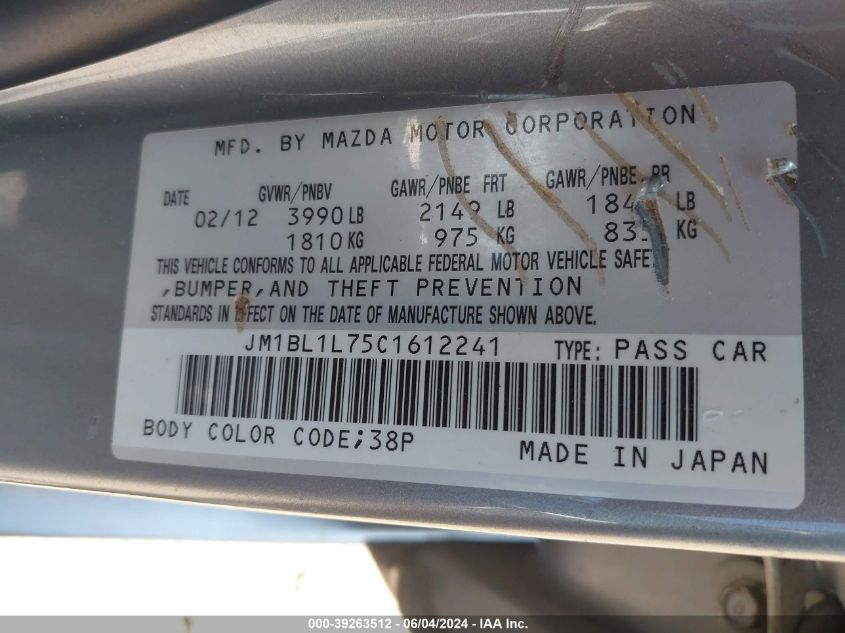 MFD. BY MAZDA MOTOR CORPORATION
DATE GVWR/PNBV GAWR/PNBE FRT GAWR/PNBE RR
02/12 3990 LB 2149 LB LB
1810 KG 975 KG KG
THIS VEHICLE CONFORMS TO ALL APPLICABLE FEDERAL MOTOR VEHICLE
,BUMPER,AND THEFT PREVENTION
STANDARDS IN EFFECT ON THE DATE OF MANUFACTURE SHOWN ABOVE.
JM1BL1L75C1612241 TYPE: PASS CAR
BODY COLOR CODE;38P MADE IN JAPAN
000-39263512 - 06/04/2024 - IAA Inc.